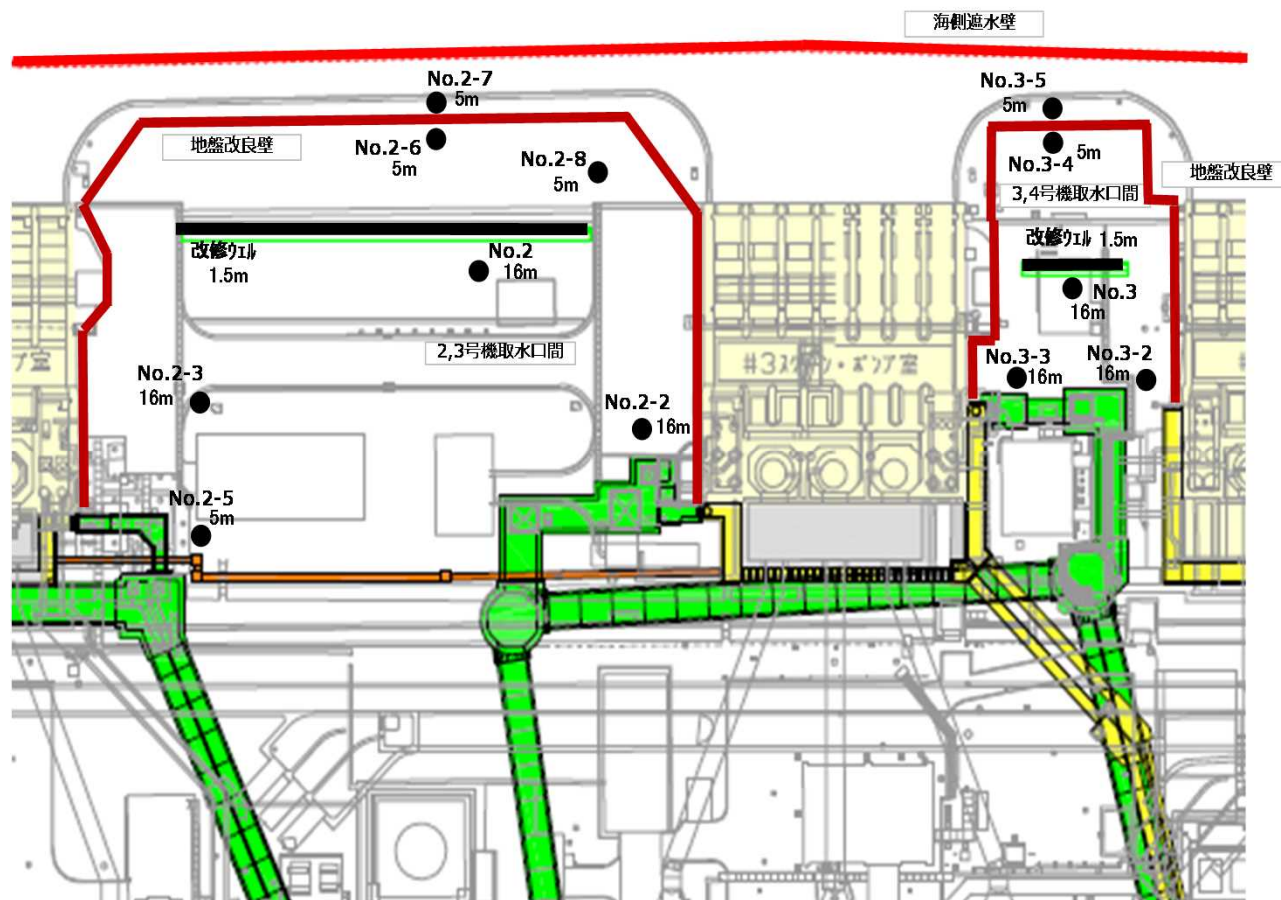 海側遮水壁
No.2-7
5m
No.3-5
5m
地盤改良壁
No.2-6
5m
No.2-8
5m
5m
No.3-4
地盤改良壁
3,4号機取水口間
改修ウエル
1.5m
No.2
16m
改修ウエル 1.5m
No.3
16m
2,3号機取水口間
#3スクリーン・ポンプ室
No.2-3
16m
No.3-3
16m
No.3-2
16m
No.2-2
16m
No.2-5
5m